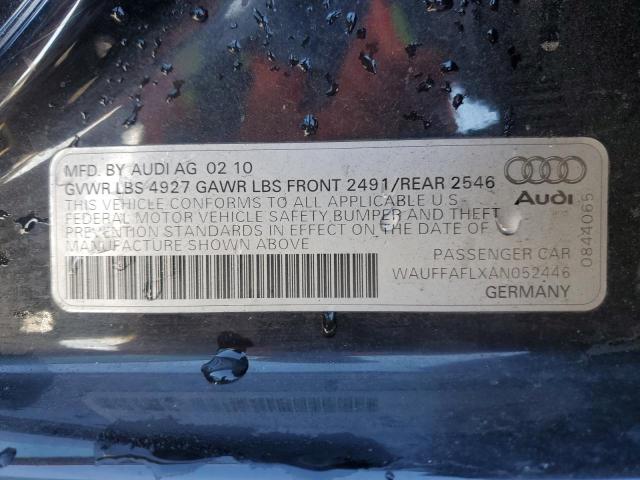 MFD. BY AUDI AG 02 10
GVWR LBS 4927 GAWR LBS FRONT 2491/REAR 2546
THIS VEHICLE CONFORMS TO ALL APPLICABLE U.S
FEDERAL MOTOR VEHICLE SAFETY,BUMPER AND THEFT
PREVENTION STANDARDS IN EFFECT ON THE DATE OF
MANUFACTURE SHOWN ABOVE
Audi
PASSENGER CAR
WAUFFAFLXAN052446
GERMANY
0844065